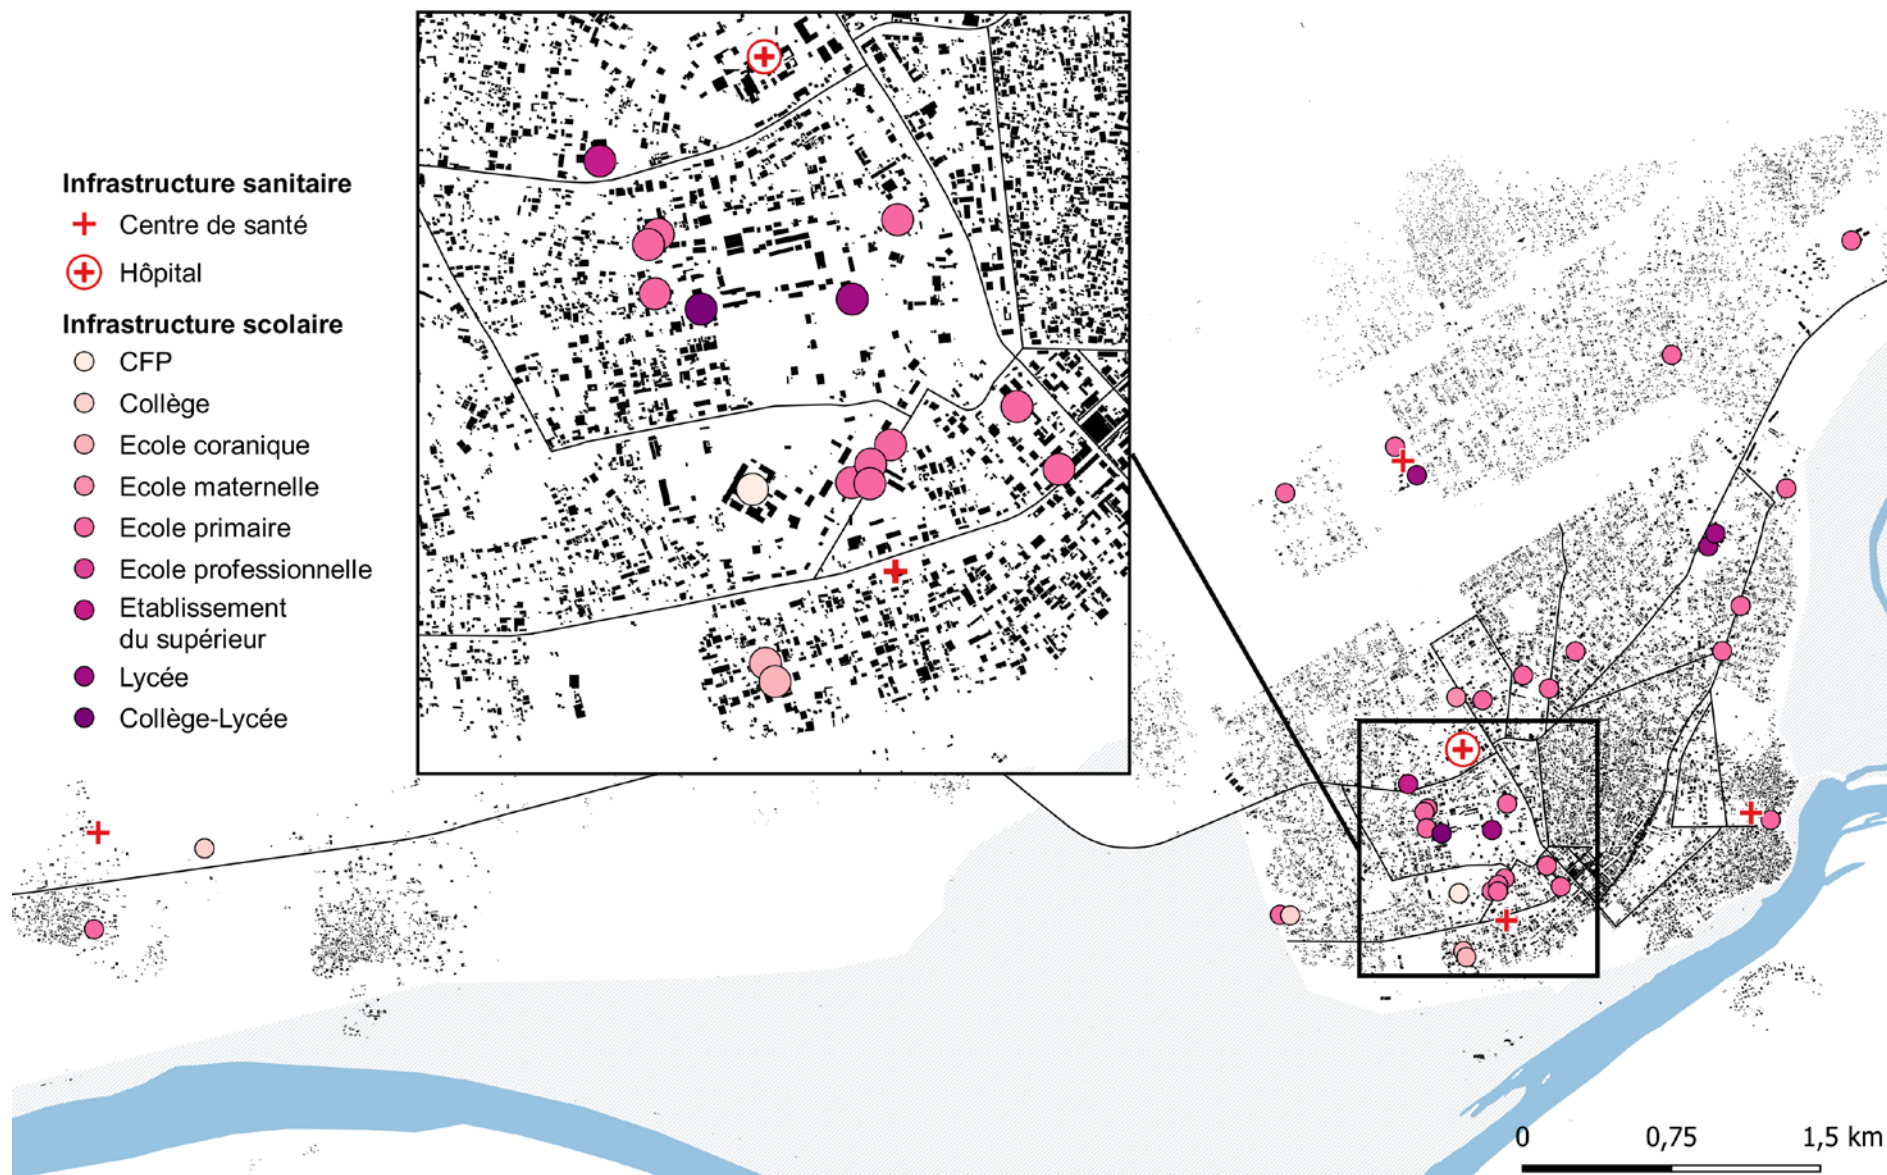 Infrastructure sanitaire
Centre de santé
Hôpital
Infrastructure scolaire
CFP
Collège
Ecole coranique
Ecole maternelle
Ecole primaire
Ecole professionnelle
Etablissement
du supérieur
Lycée
Collège-Lycée
0 0,75 1,5 km